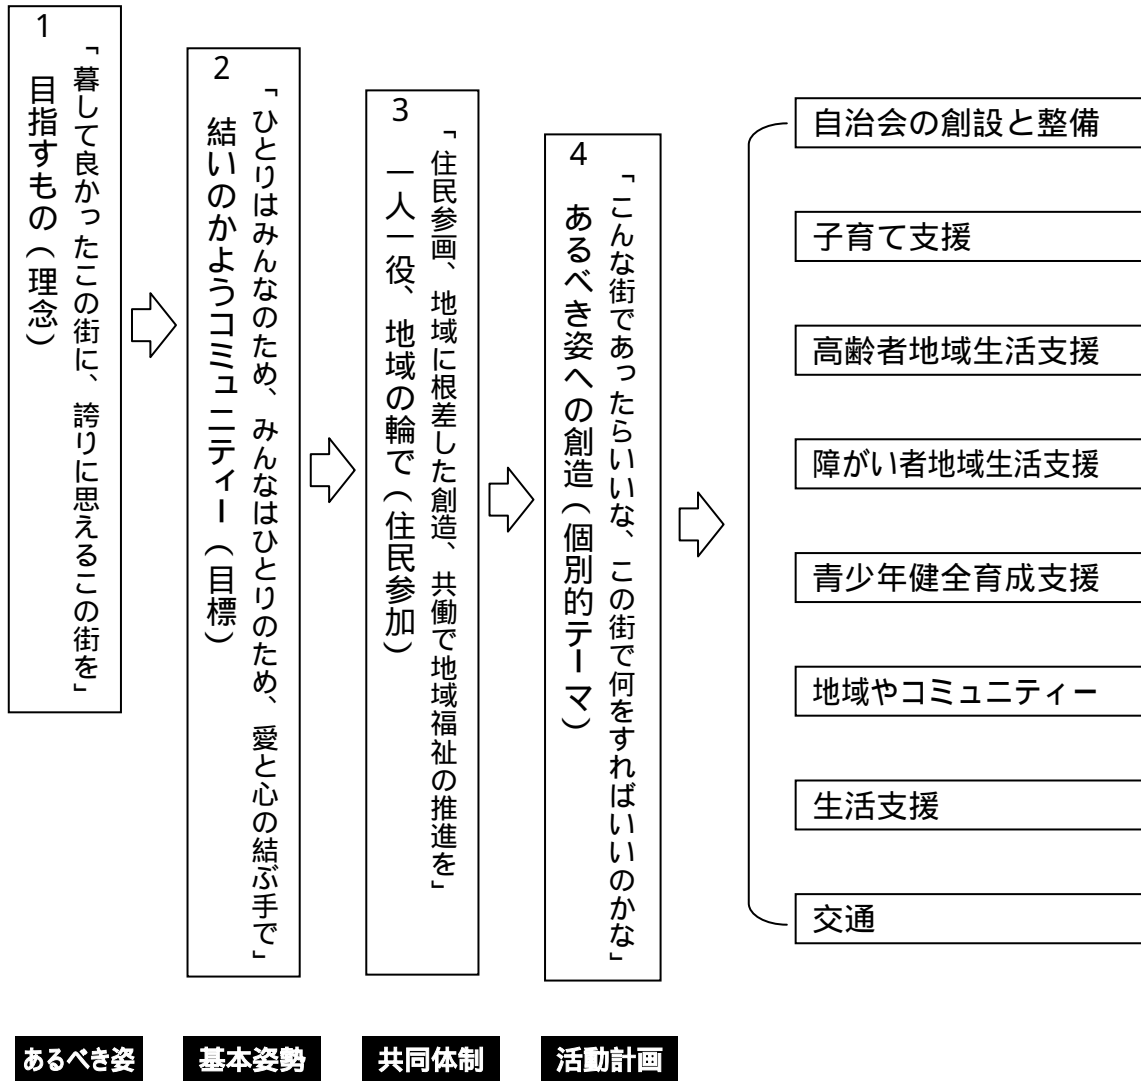 1　目指すもの（理念）
「暮して良かったこの街に、誇りに思えるこの街を」
2　結いのかようコミュニティー（目標）
「ひとりはみんなのため、みんなはひとりのため、愛と心の結ぶ手で」
3　一人一役、地域の輪で（住民参加）
「住民参画、地域に根差した創造、共働で地域福祉の推進を」
4　あるべき姿への創造（個別的テーマ）
「こんな街であったらいいな、この街で何をすればいいのかな」
自治会の創設と整備
子育て支援
高齢者地域生活支援
障がい者地域生活支援
青少年健全育成支援
地域やコミュニティー
生活支援
交通
あるべき姿
基本姿勢
共同体制
活動計画